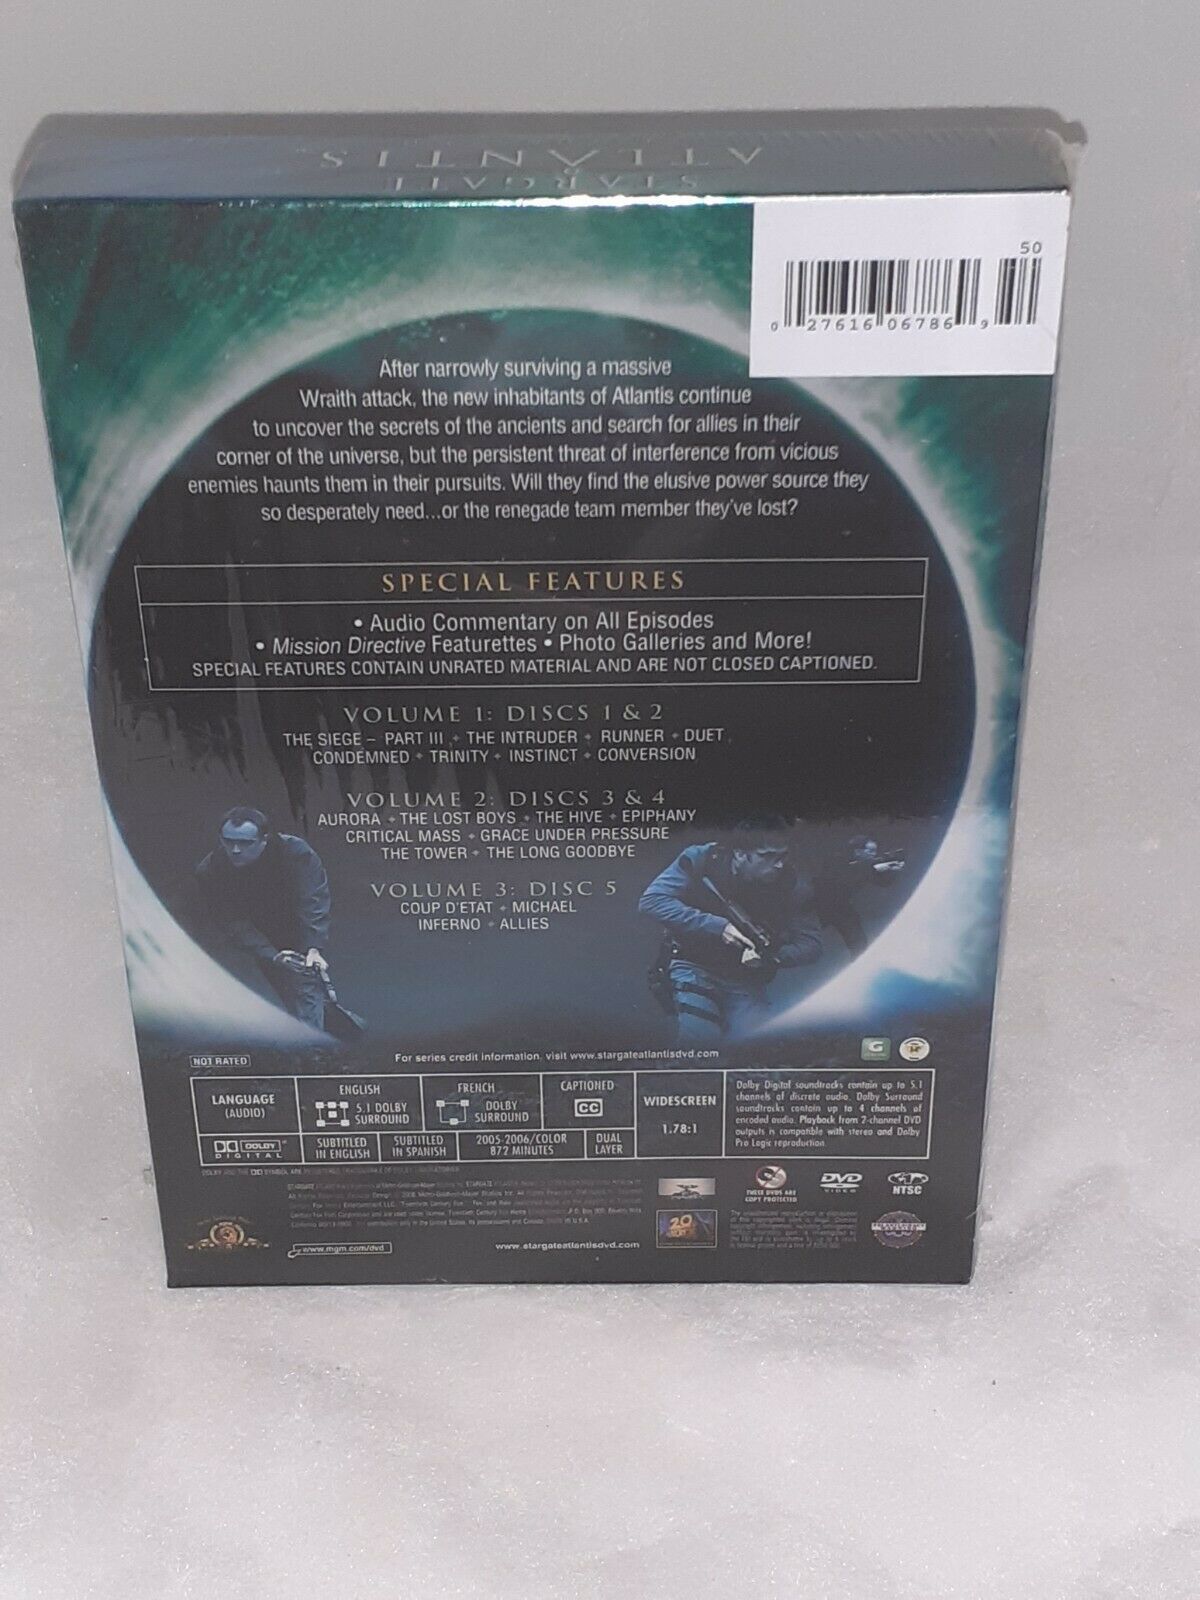 STARGATE
ATLANTIS
50
0 27616 06786 9
After narrowly surviving a massive
Wraith attack, the new inhabitants of Atlantis continue
to uncover the secrets of the ancients and search for allies in their
corner of the universe, but the persistent threat of interference from vicious
enemies haunts them in their pursuits. Will they find the elusive power source they
so desperately need...or the renegade team member they've lost?
SPECIAL FEATURES
• Audio Commentary on All Episodes
• Mission Directive Featurettes • Photo Galleries and More!
SPECIAL FEATURES CONTAIN UNRATED MATERIAL AND ARE NOT CLOSED CAPTIONED.
VOLUME 1: DISCS 1 & 2
THE SIEGE – PART III + THE INTRUDER + RUNNER + DUET
CONDEMNED + TRINITY + INSTINCT + CONVERSION
VOLUME 2: DISCS 3 & 4
AURORA + THE LOST BOYS + THE HIVE + EPIPHANY
CRITICAL MASS + GRACE UNDER PRESSURE
THE TOWER + THE LONG GOODBYE
VOLUME 3: DISC 5
COUP D'ETAT + MICHAEL
INFERNO + ALLIES
NOT RATED
For series credit information, visit www.stargateatlantisdvd.com
G
LANGUAGE
(AUDIO)
ENGLISH
5.1 DOLBY
SURROUND
FRENCH
DOLBY
SURROUND
CAPTIONED
CC
WIDESCREEN
1.78:1
Dolby Digital soundtracks contain up to 5.1
channels of discrete audio. Dolby Surround
soundtracks contain up to 4 channels of
encoded audio. Playback from 2-channel DVD
outputs is compatible with stereo and Dolby
Pro Logic reproduction.
DOLBY
DIGITAL
SUBTITLED
IN ENGLISH
SUBTITLED
IN SPANISH
2005-2006/COLOR
872 MINUTES
DUAL
LAYER
THESE DVDS ARE
COPY PROTECTED
DVD
VIDEO
NTSC
www.mgm.com/dvd
www.stargateatlantisdvd.com
20